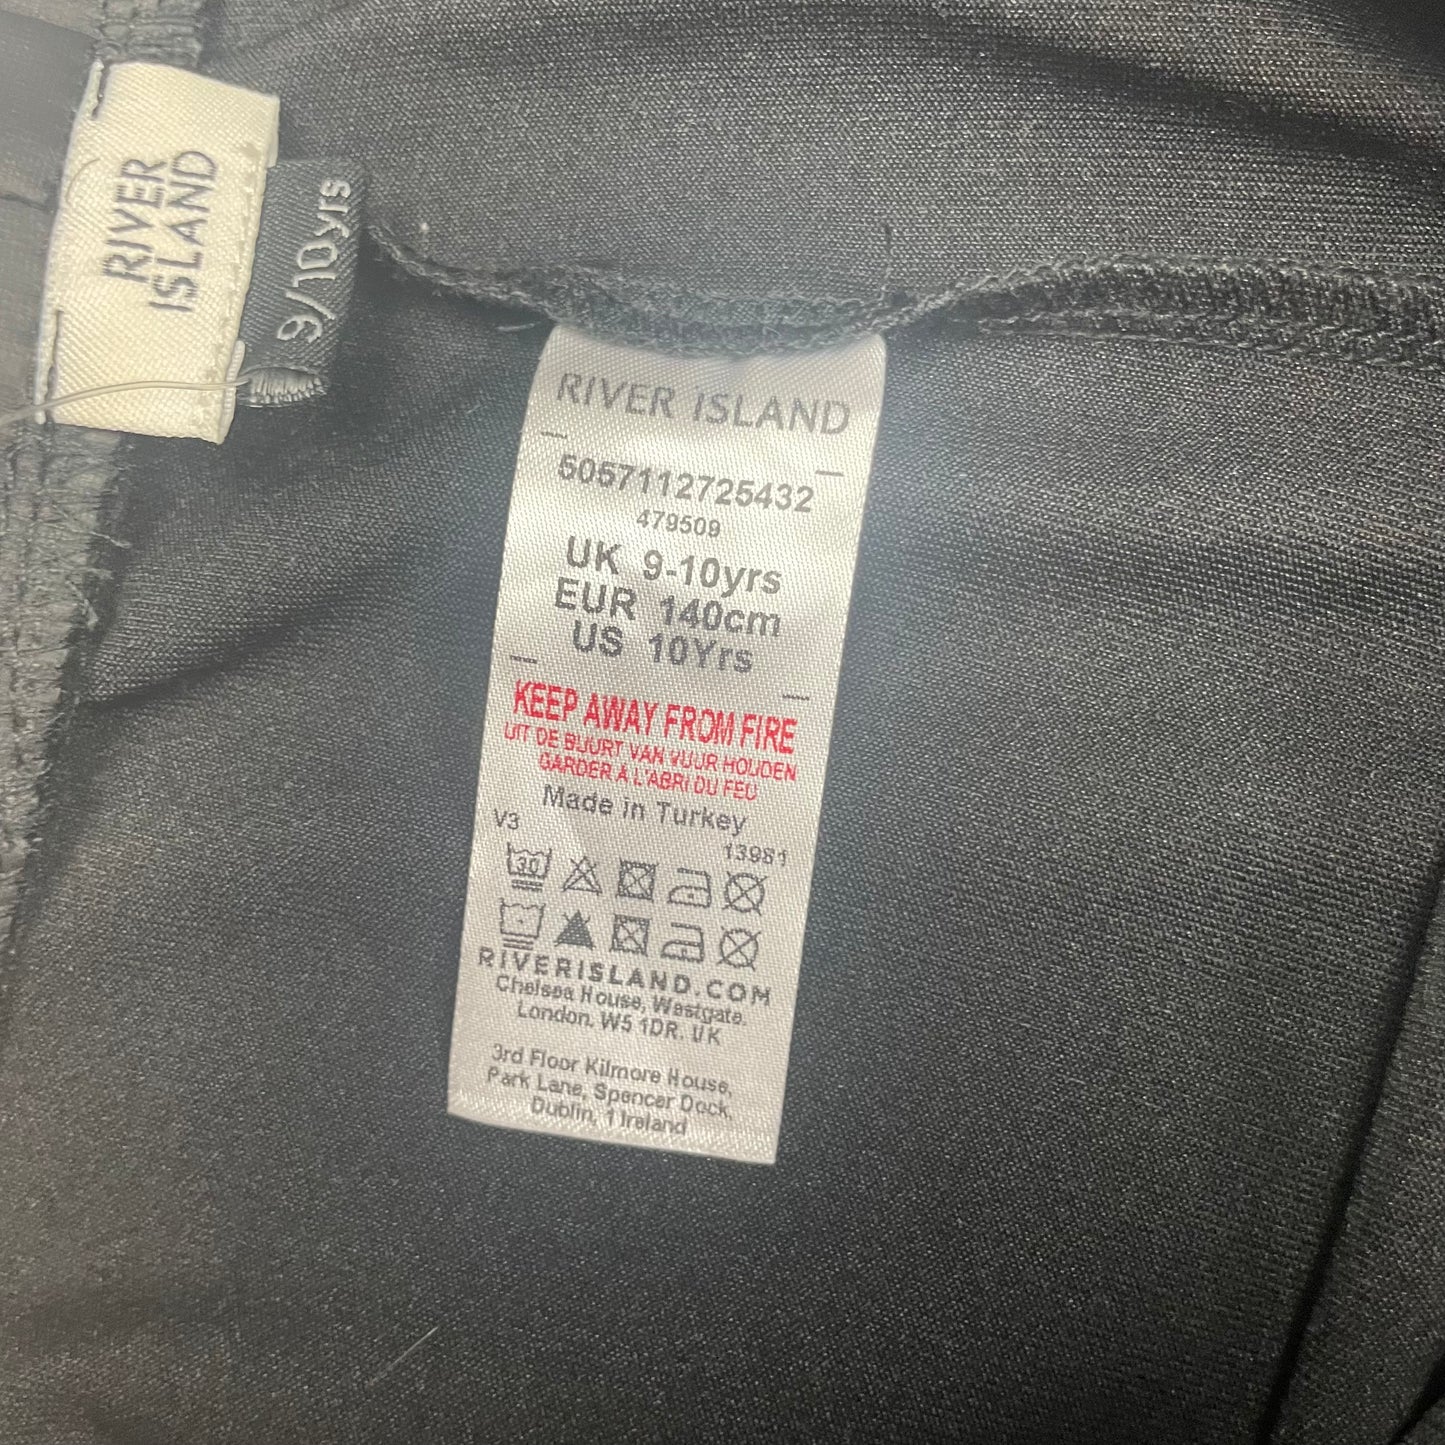 RIVER
ISLAND
9/10yrs
RIVER ISLAND
5057112725432
479509
UK 9-10yrs
EUR 140cm
US 10Yrs
KEEP AWAY FROM FIRE
UIT DE BUURT VAN VUUR HOUDEN
GARDER A L'ABRI DU FEU
Made in Turkey
V3
13981
30
RIVERISLAND.COM
Chelsea House, Westgate,
London. W5 1DR. UK
3rd Floor Kilmore House,
Park Lane, Spencer Dock,
Dublin, 1 Ireland